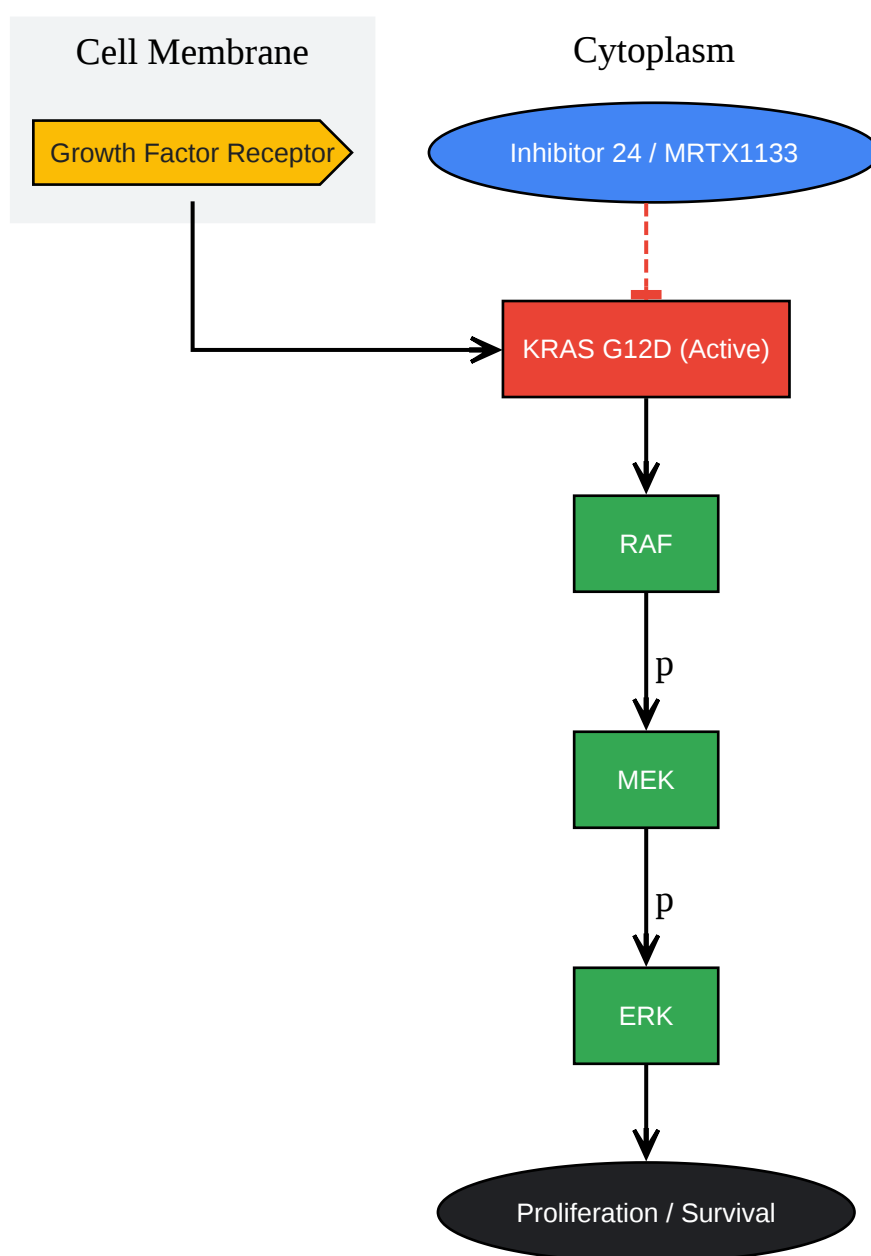 Cell Membrane
Cytoplasm
Growth Factor Receptor
Inhibitor 24 / MRTX1133
KRAS G12D (Active)
RAF
p
MEK
p
ERK
Proliferation / Survival